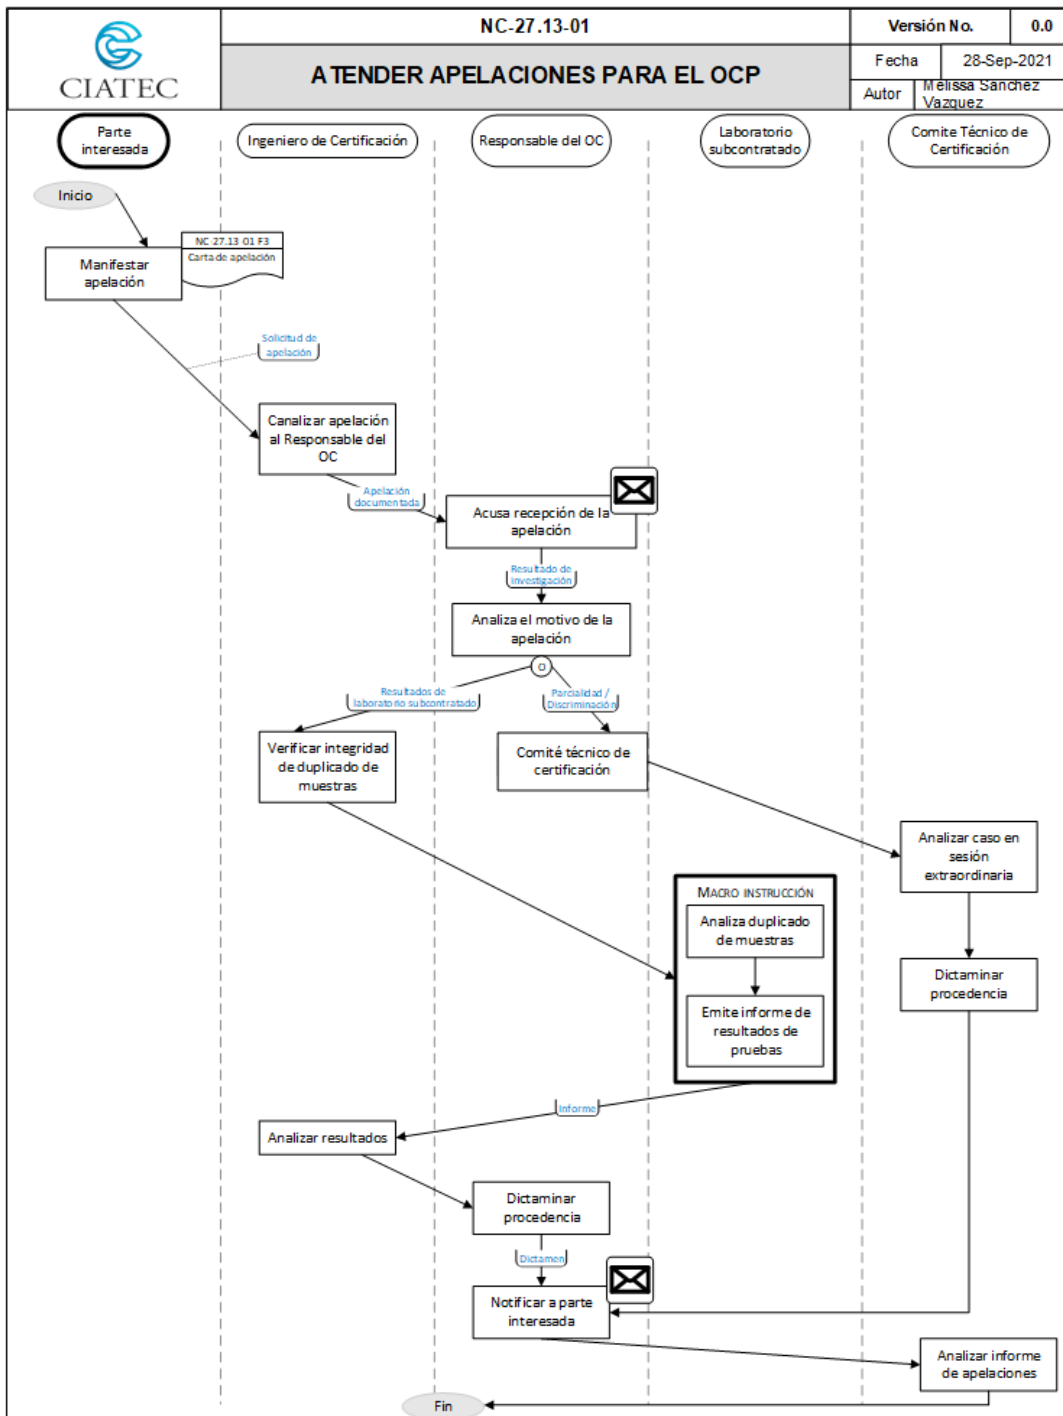 CIATEC
NC-27.13-01
ATENDER APELACIONES PARA EL OCP
Versión No.
0.0
Fecha
28-Sep-2021
Autor
Melissa Sanchez
Vazquez
Parte
interesada
Ingeniero de Certificación
Responsable del OC
Laboratorio
subcontratado
Comite Técnico de
Certificación
Inicio
Manifestar
apelación
NC-27.13-01 F3
Carta de apelación
Solicitud de
apelación
Canalizar apelación
al Responsable del
OC
Apelación
documentada
Acusa recepción de la
apelación
Resultado de
Investigación
Analiza el motivo de la
apelación
O
Resultados de
laboratorio subcontratado
Parcialidad /
Discriminación
Verificar integridad
de duplicado de
muestras
Comité técnico de
certificación
Analizar caso en
sesión
extraordinaria
MACRO INSTRUCCIÓN
Analiza duplicado
de muestras
Dictaminar
procedencia
Emite informe de
resultados de
pruebas
Informe
Analizar resultados
Dictaminar
procedencia
Dictamen
Notificar a parte
interesada
Analizar informe
de apelaciones
Fin